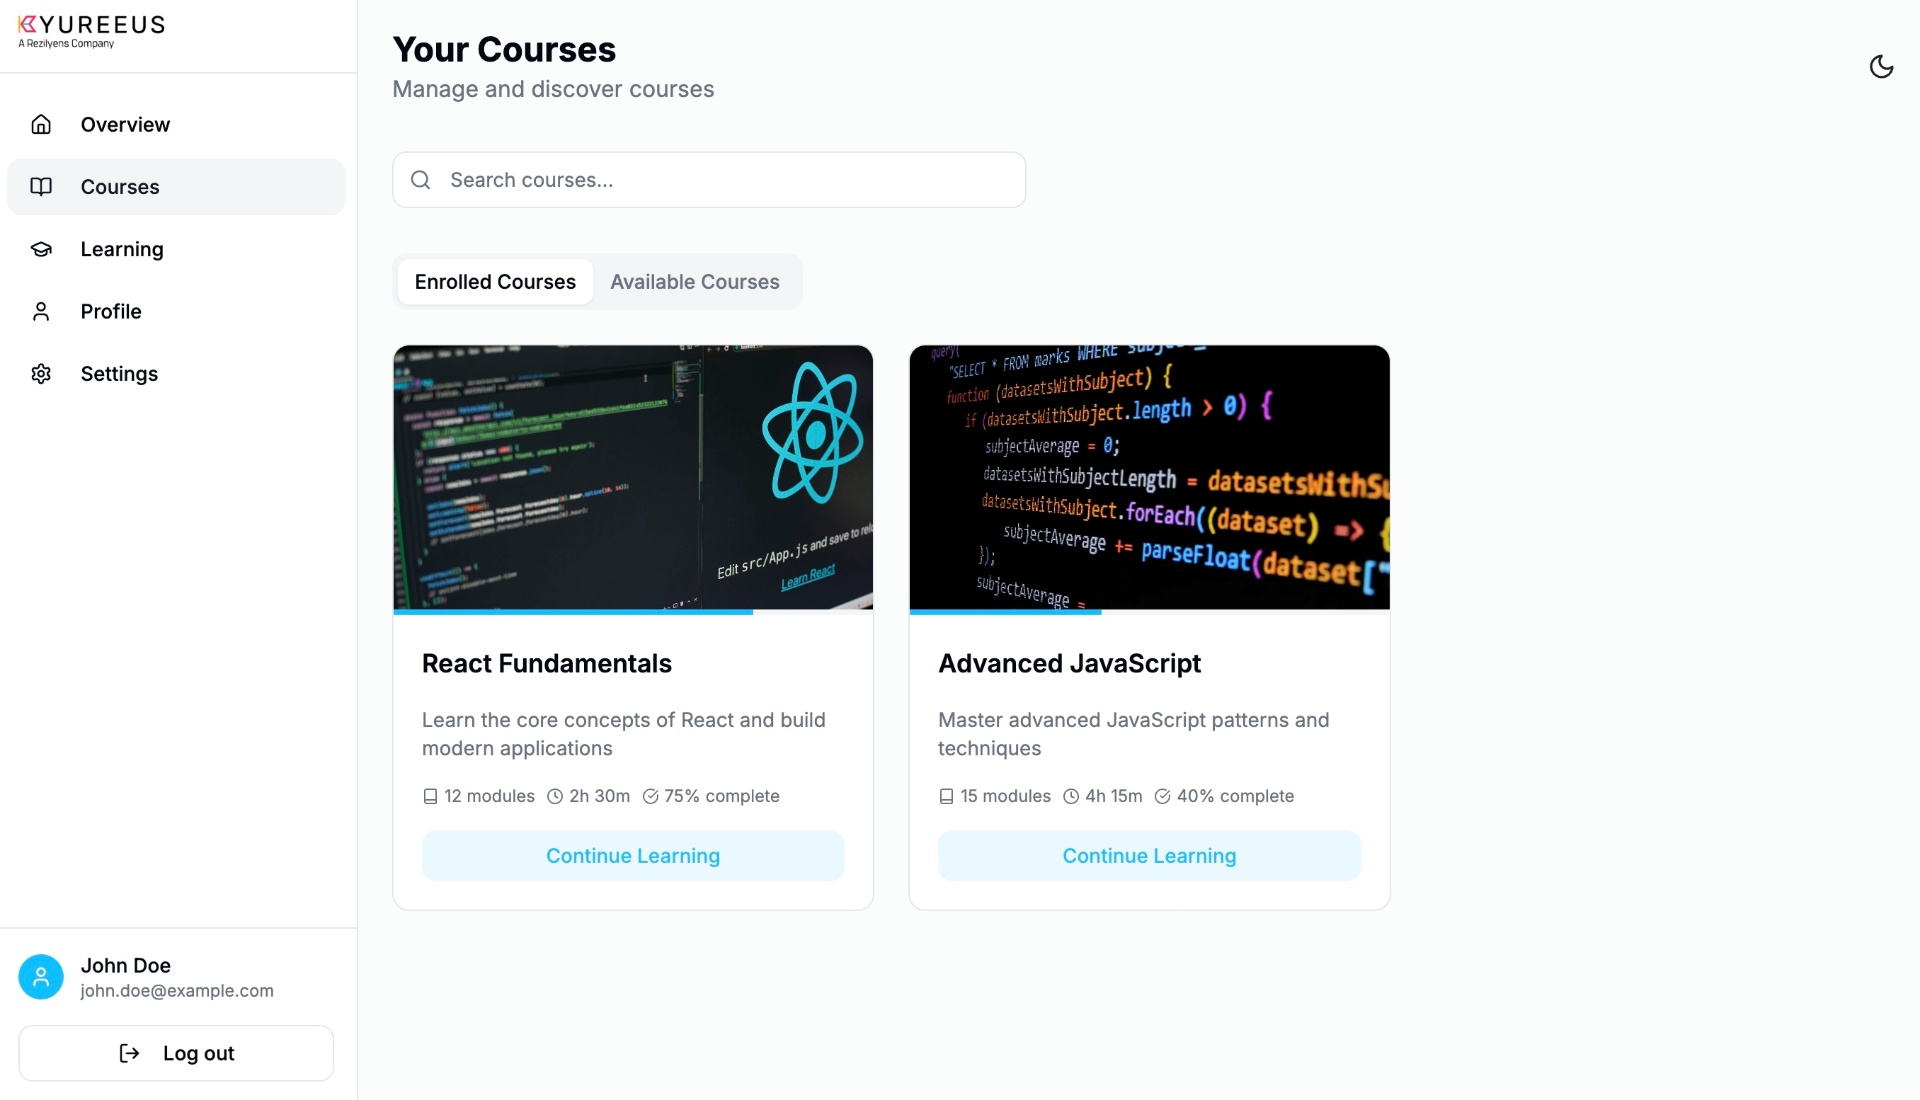 KYUREEUS
A Rezilyens Company
Overview
Courses
Learning
Profile
Settings
John Doe
john.doe@example.com
Log out
Your Courses
Manage and discover courses
Search courses...
Enrolled Courses
Available Courses
Edit src/App.js and save to relo
Learn React
React Fundamentals
Learn the core concepts of React and build
modern applications
12 modules 2h 30m 75% complete
Continue Learning
query(
"SELECT * FROM marks WHERE subj
function (datasetsWithSubject) {
if (datasetsWithSubject.length > 0) {
subjectAverage = 0;
datasetsWithSubjectLength = datasetsWithSu
datasetsWithSubject.forEach((dataset) => {
subjectAverage += parseFloat(dataset["
});
subjectAverage =
Advanced JavaScript
Master advanced JavaScript patterns and
techniques
15 modules 4h 15m 40% complete
Continue Learning